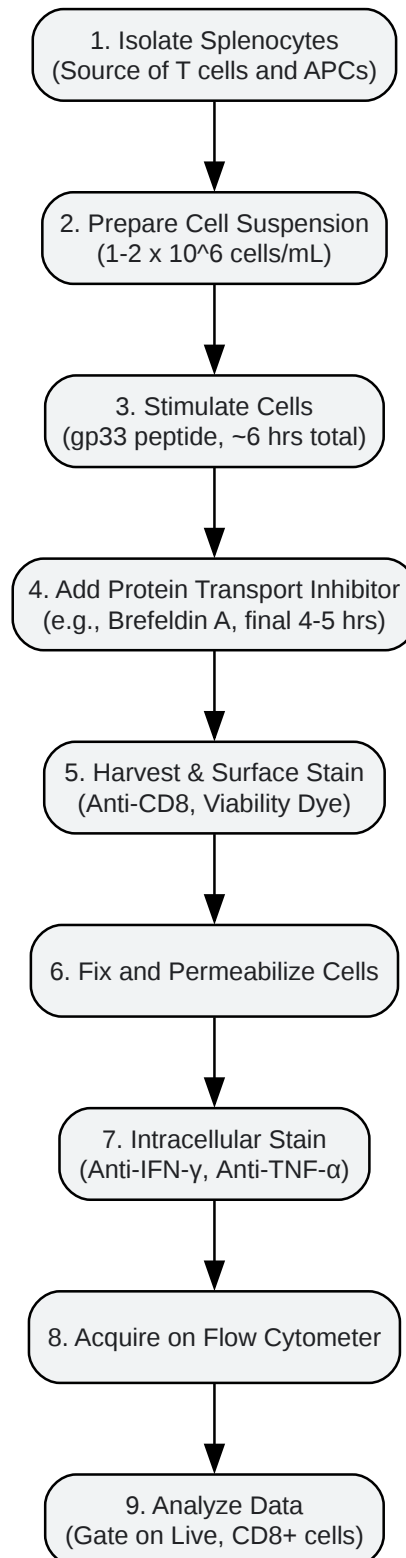 1. Isolate Splenocytes
(Source of T cells and APCs)
2. Prepare Cell Suspension
(1-2 x 10^6 cells/mL)
3. Stimulate Cells
(gp33 peptide, ~6 hrs total)
4. Add Protein Transport Inhibitor
(e.g., Brefeldin A, final 4-5 hrs)
5. Harvest & Surface Stain
(Anti-CD8, Viability Dye)
6. Fix and Permeabilize Cells
7. Intracellular Stain
(Anti-IFN-γ, Anti-TNF-α)
8. Acquire on Flow Cytometer
9. Analyze Data
(Gate on Live, CD8+ cells)